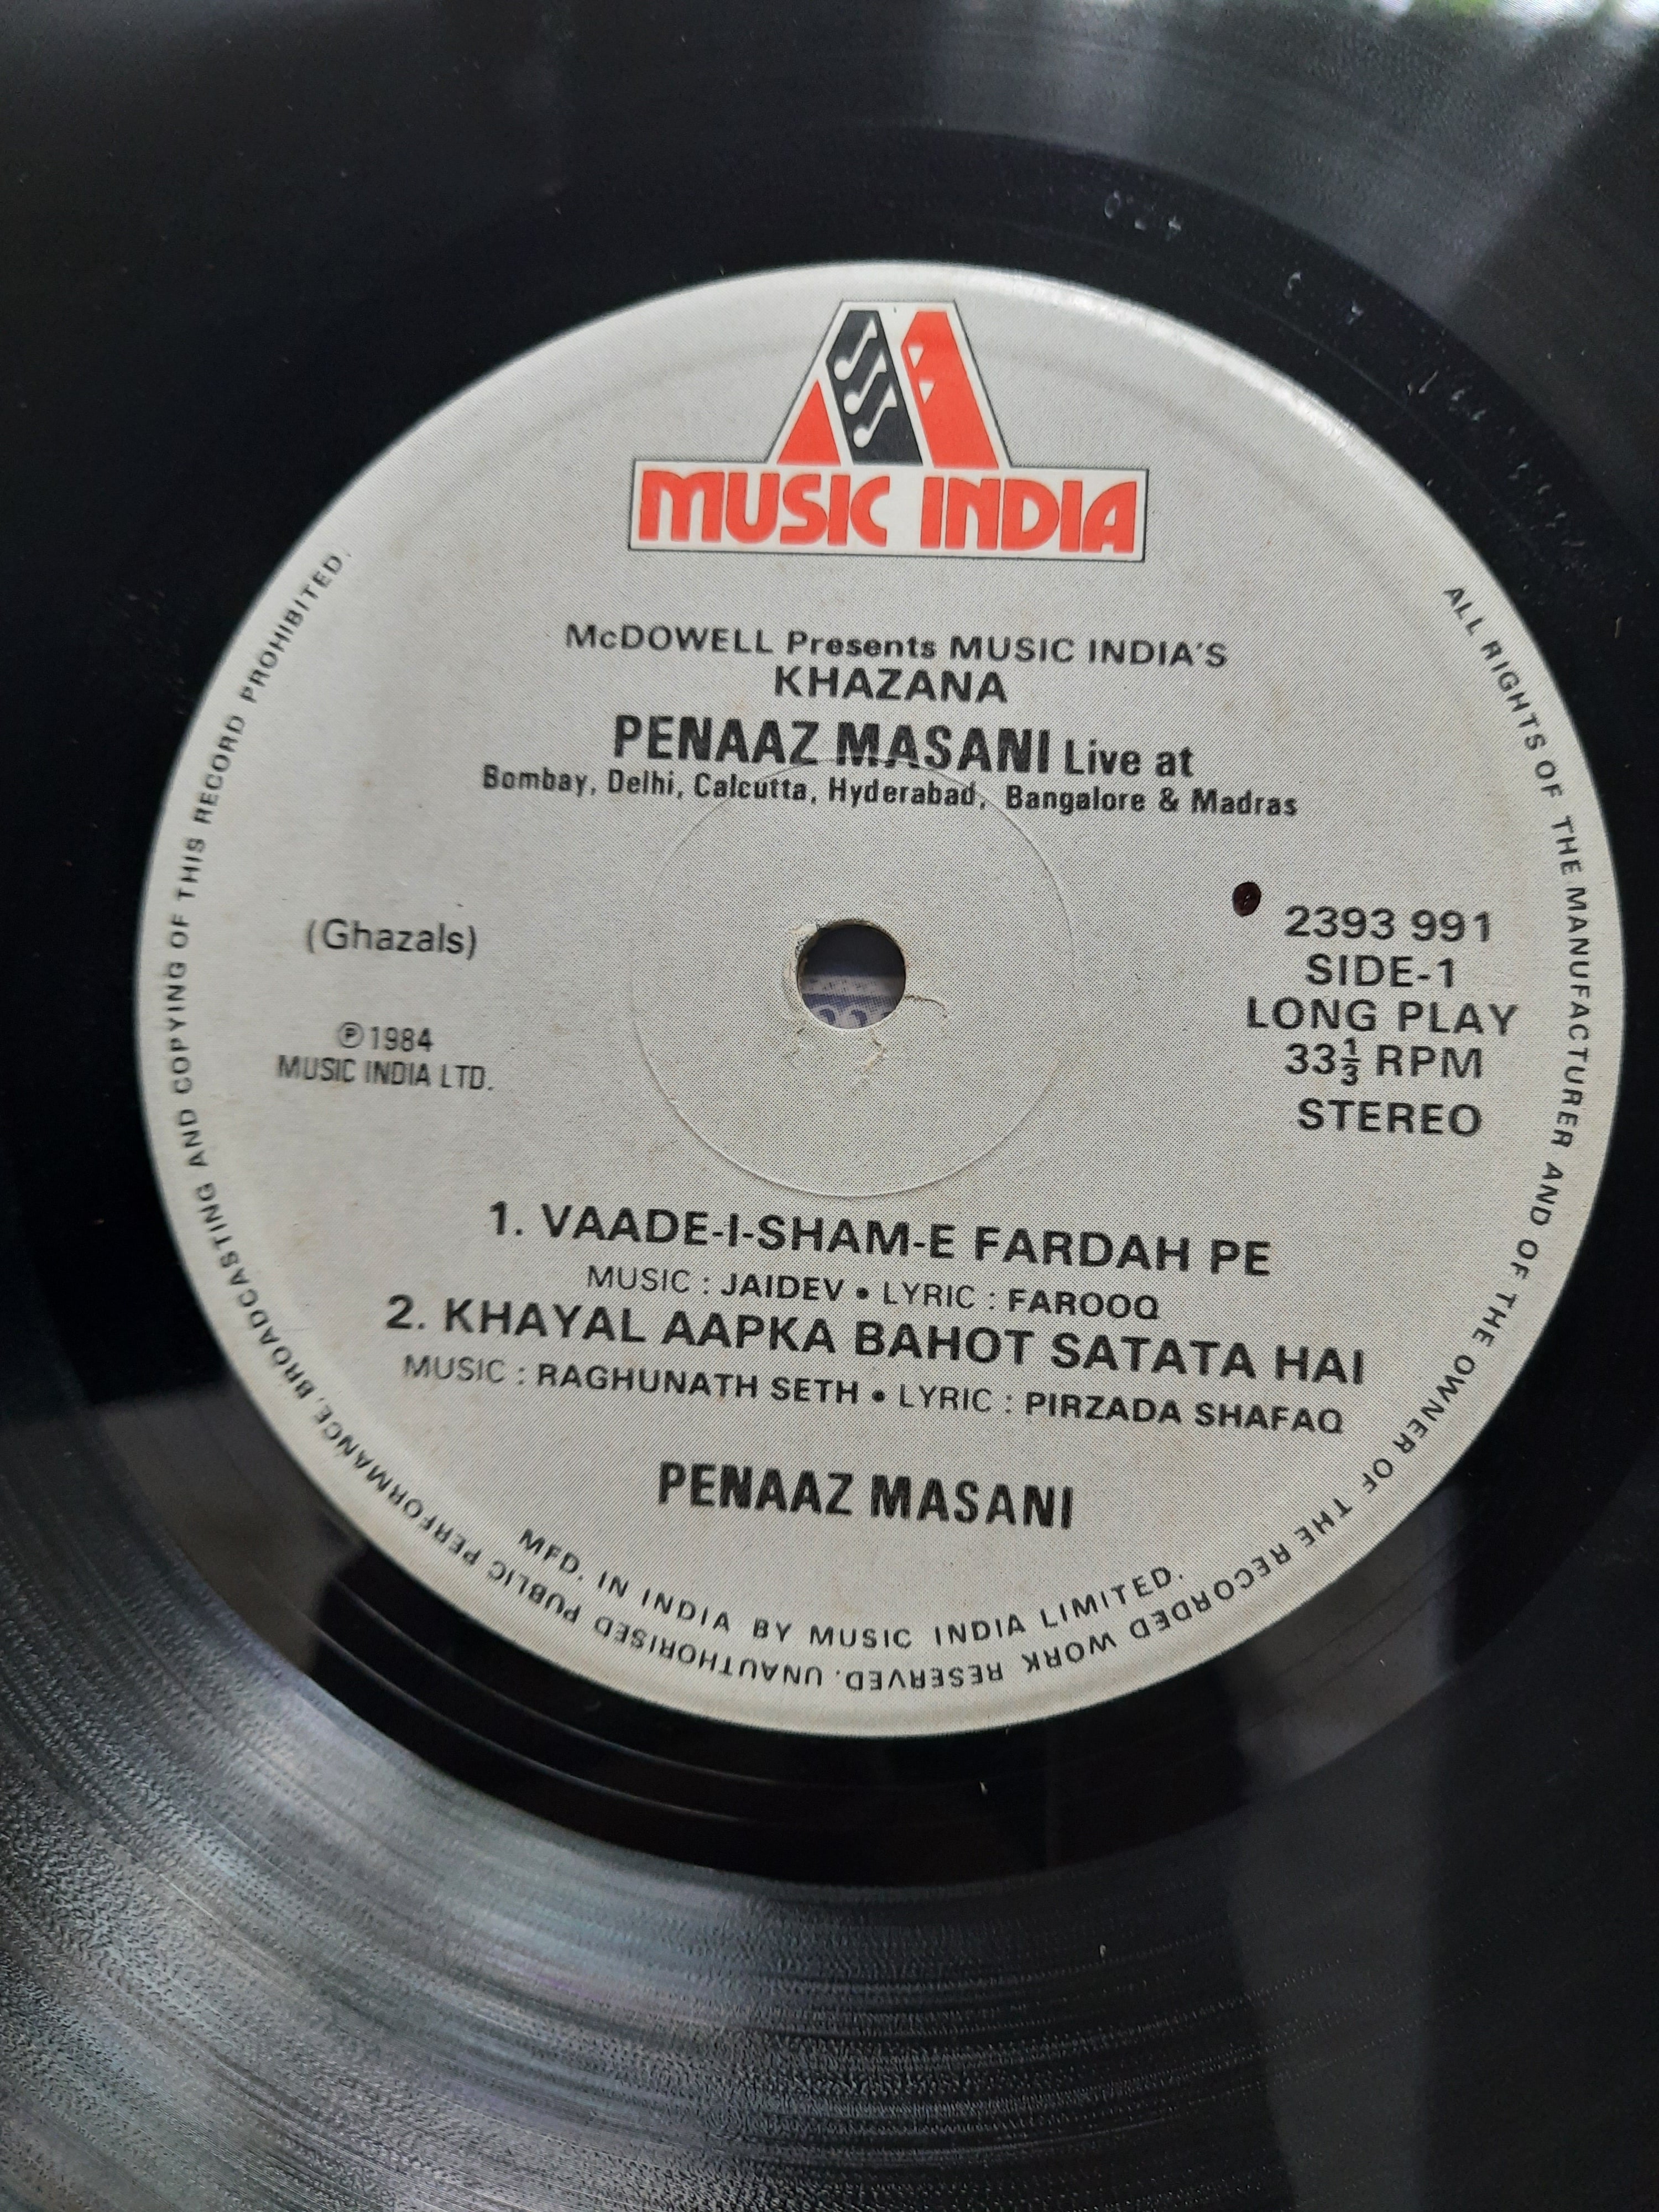 MUSIC INDIA
McDOWELL Presents MUSIC INDIA'S
KHAZANA
PENAAZ MASANI Live at
Bombay, Delhi, Calcutta, Hyderabad, Bangalore & Madras
(Ghazals)
℗ 1984
MUSIC INDIA LTD.
2393 991
SIDE-1
LONG PLAY
33⅓ RPM
STEREO
1. VAADE-I-SHAM-E FARDAH PE
MUSIC : JAIDEV • LYRIC : FAROOQ
2. KHAYAL AAPKA BAHOT SATATA HAI
MUSIC : RAGHUNATH SETH • LYRIC : PIRZADA SHAFAQ
PENAAZ MASANI
MFD. IN INDIA BY MUSIC INDIA LIMITED.
ALL RIGHTS OF THE MANUFACTURER AND OF THE OWNER OF THE RECORDED WORK RESERVED. UNAUTHORISED PUBLIC PERFORMANCE, BROADCASTING AND COPYING OF THIS RECORD PROHIBITED.